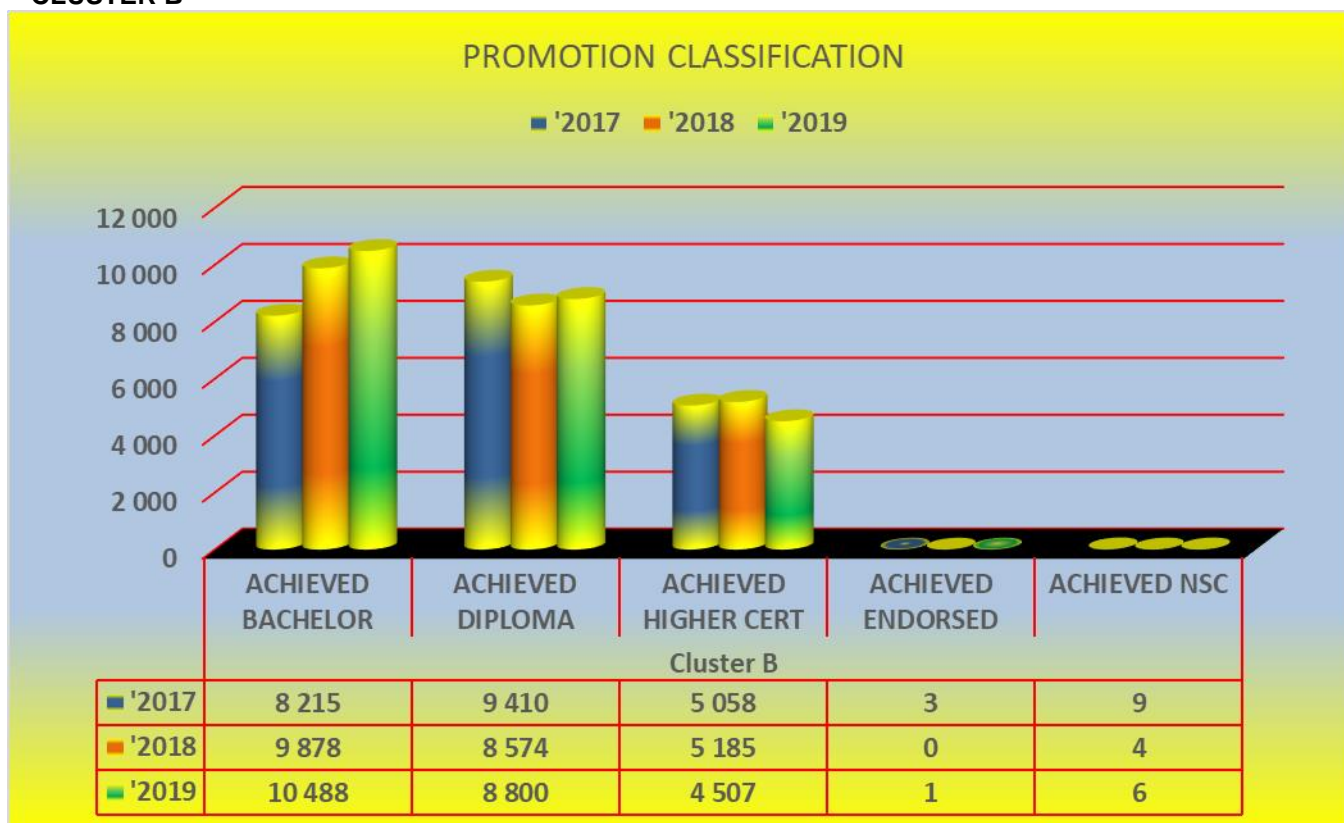 CLUSTER B
PROMOTION CLASSIFICATION
'2017 '2018 '2019
12 000
10 000
8 000
6 000
4 000
2 000
0
ACHIEVED BACHELOR
ACHIEVED DIPLOMA
ACHIEVED HIGHER CERT
ACHIEVED ENDORSED
ACHIEVED NSC
Cluster B
'2017 8 215 9 410 5 058 3 9
'2018 9 878 8 574 5 185 0 4
'2019 10 488 8 800 4 507 1 6